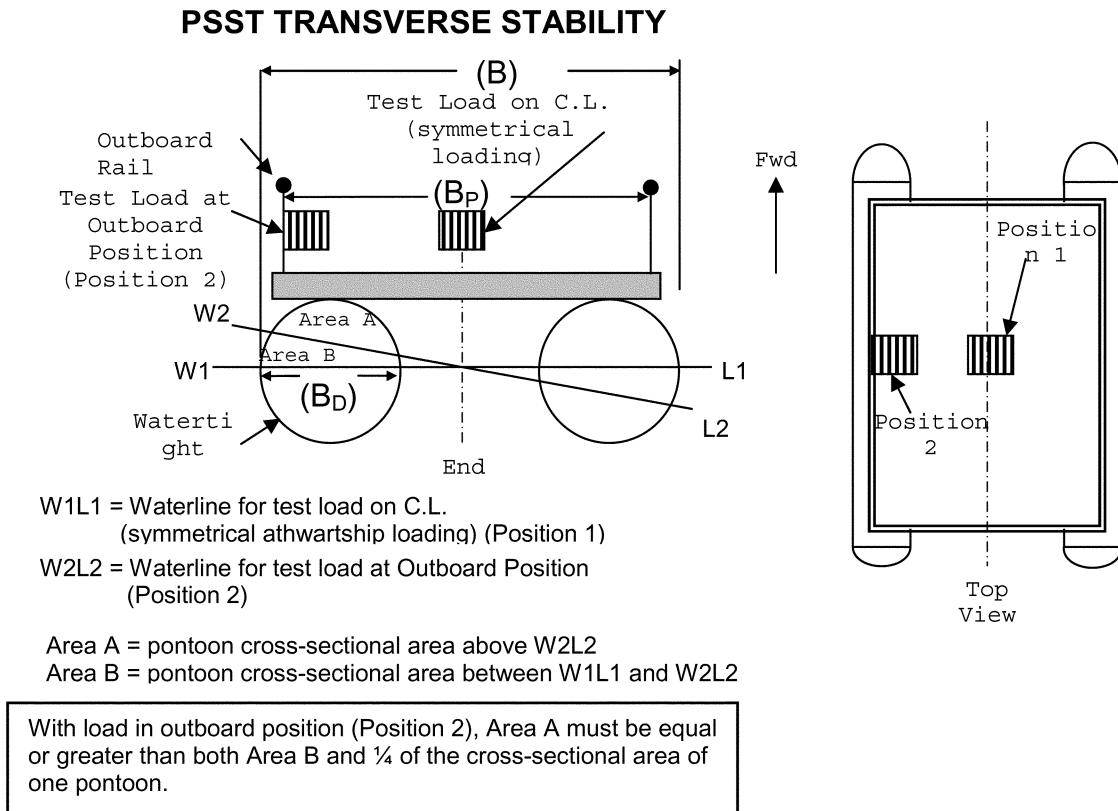 PSST TRANSVERSE STABILITY
(B)
Test Load on C.L.
(symmetrical
loading)
Outboard
Rail
(BP)
Test Load at
Outboard
Position
(Position 2)
W2
Area A
Area B
W1
L1
(BD)
L2
Waterti
ght
End
Fwd
Positio
n 1
Position
2
Top
View
W1L1 = Waterline for test load on C.L.
(symmetrical athwartship loading) (Position 1)
W2L2 = Waterline for test load at Outboard Position
(Position 2)
Area A = pontoon cross-sectional area above W2L2
Area B = pontoon cross-sectional area between W1L1 and W2L2
With load in outboard position (Position 2), Area A must be equal
or greater than both Area B and ¼ of the cross-sectional area of
one pontoon.